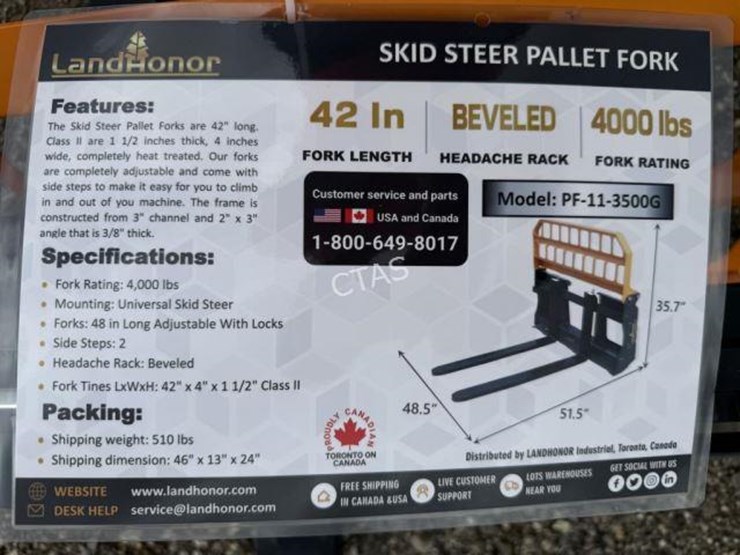 LandHonor
SKID STEER PALLET FORK
Features:
The Skid Steer Pallet Forks are 42" long.
Class II are 1 1/2 inches thick, 4 inches
wide, completely heat treated. Our forks
are completely adjustable and come with
side steps to make it easy for you to climb
in and out of you machine. The frame is
constructed from 3" channel and 2" x 3"
angle that is 3/8" thick.
42 In
FORK LENGTH
BEVELED
HEADACHE RACK
4000 lbs
FORK RATING
Customer service and parts
USA and Canada
1-800-649-8017
Model: PF-11-3500G
CTAS
Specifications:
• Fork Rating: 4,000 lbs
• Mounting: Universal Skid Steer
• Forks: 48 in Long Adjustable With Locks
• Side Steps: 2
• Headache Rack: Beveled
• Fork Tines LxWxH: 42" x 4" x 1 1/2" Class II
35.7"
48.5"
51.5"
Packing:
• Shipping weight: 510 lbs
• Shipping dimension: 46" x 13" x 24"
PROUDLY CANADIAN
TORONTO ON
CANADA
Distributed by LANDHONOR Industrial, Toronto, Canada
WEBSITE www.landhonor.com
DESK HELP service@landhonor.com
FREE SHIPPING
IN CANADA &USA
LIVE CUSTOMER
SUPPORT
LOTS WAREHOUSES
NEAR YOU
GET SOCIAL WITH US